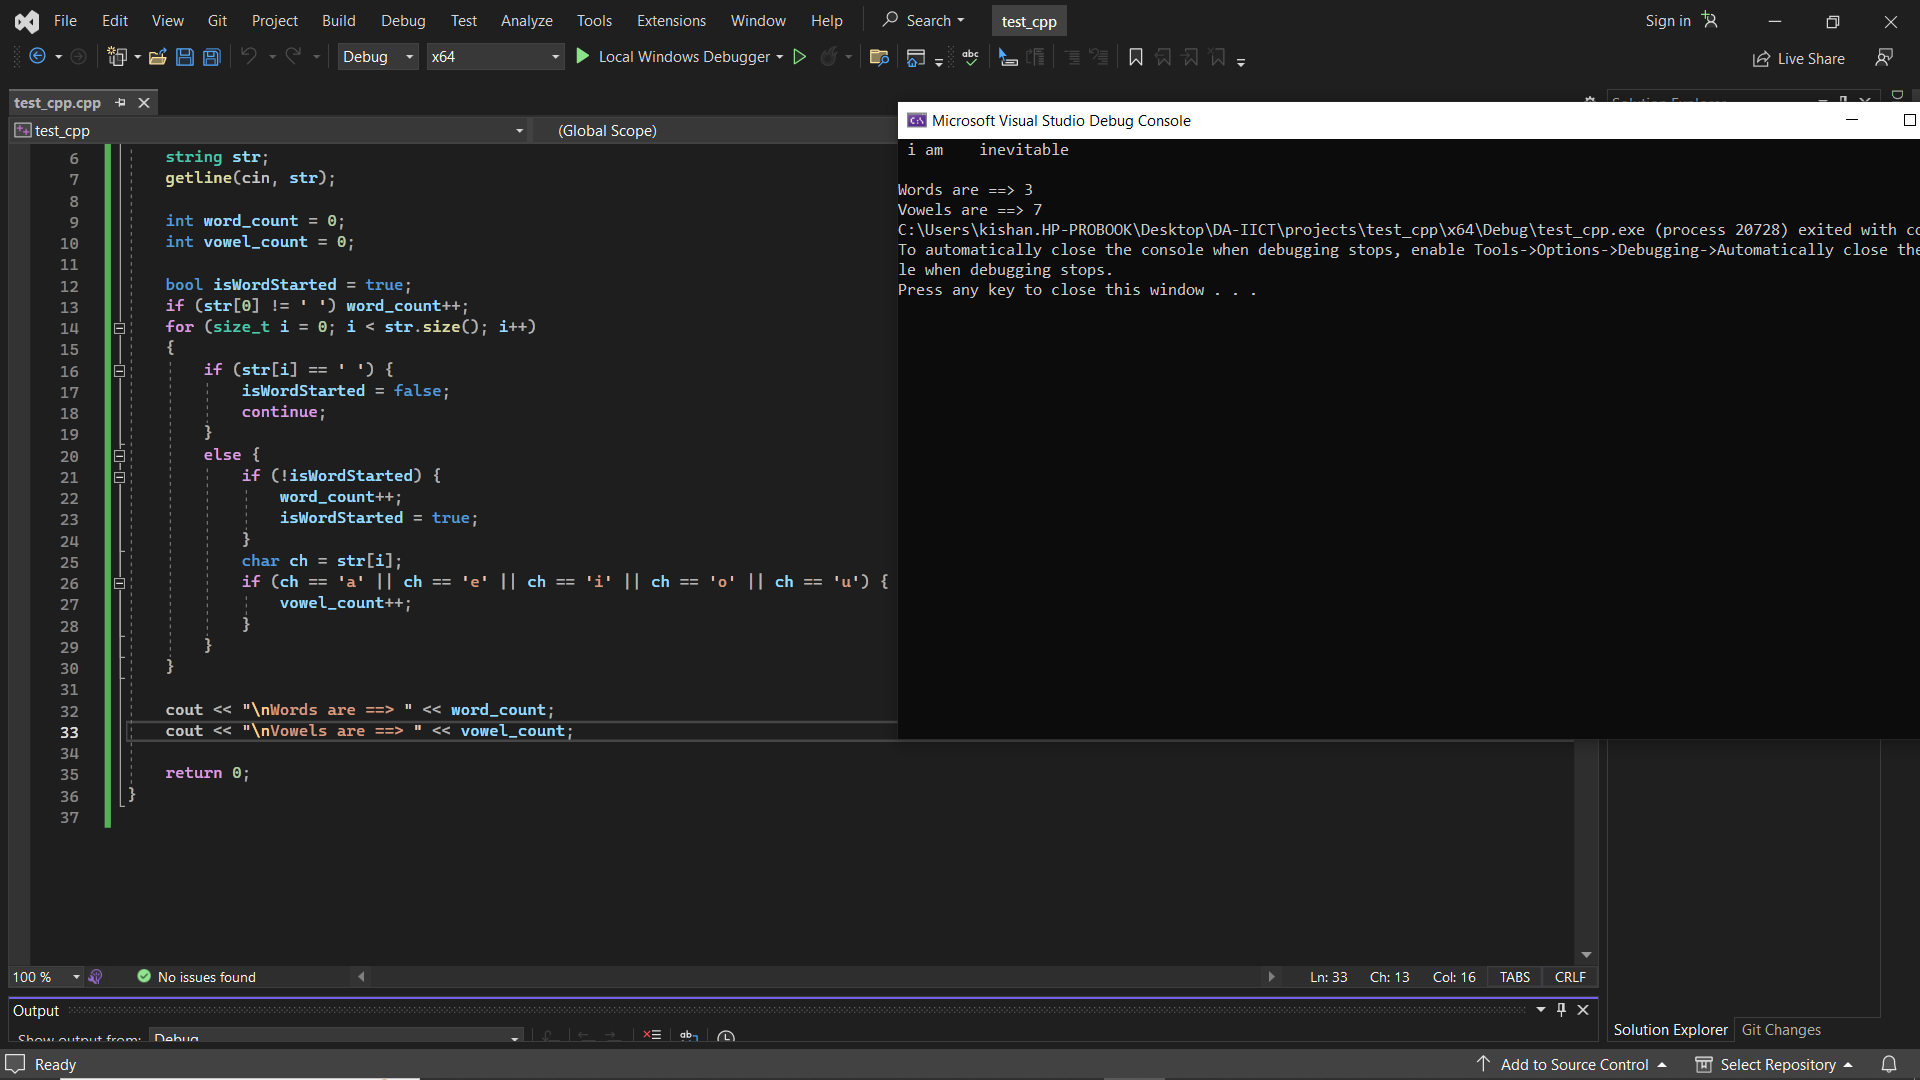 File Edit View Git Project Build Debug Test Analyze Tools Extensions Window Help Search test_cpp Sign in
Debug x64 Local Windows Debugger Live Share
test_cpp.cpp
Solution Explorer
test_cpp (Global Scope)
6 string str;
7 getline(cin, str);
8
9 int word_count = 0;
10 int vowel_count = 0;
11
12 bool isWordStarted = true;
13 if (str[0] != ' ') word_count++;
14 for (size_t i = 0; i < str.size(); i++)
15 {
16 if (str[i] == ' ') {
17 isWordStarted = false;
18 continue;
19 }
20 else {
21 if (!isWordStarted) {
22 word_count++;
23 isWordStarted = true;
24 }
25 char ch = str[i];
26 if (ch == 'a' || ch == 'e' || ch == 'i' || ch == 'o' || ch == 'u') {
27 vowel_count++;
28 }
29 }
30 }
31
32 cout << "\nWords are ==> " << word_count;
33 cout << "\nVowels are ==> " << vowel_count;
34
35 return 0;
36 }
37
Microsoft Visual Studio Debug Console
i am    inevitable
Words are ==> 3
Vowels are ==> 7
C:\Users\kishan.HP-PROBOOK\Desktop\DA-IICT\projects\test_cpp\x64\Debug\test_cpp.exe (process 20728) exited with co
To automatically close the console when debugging stops, enable Tools->Options->Debugging->Automatically close the
le when debugging stops.
Press any key to close this window . . .
100 % No issues found Ln: 33 Ch: 13 Col: 16 TABS CRLF
Output
Show output from: Debug
Solution Explorer Git Changes
Ready Add to Source Control Select Repository